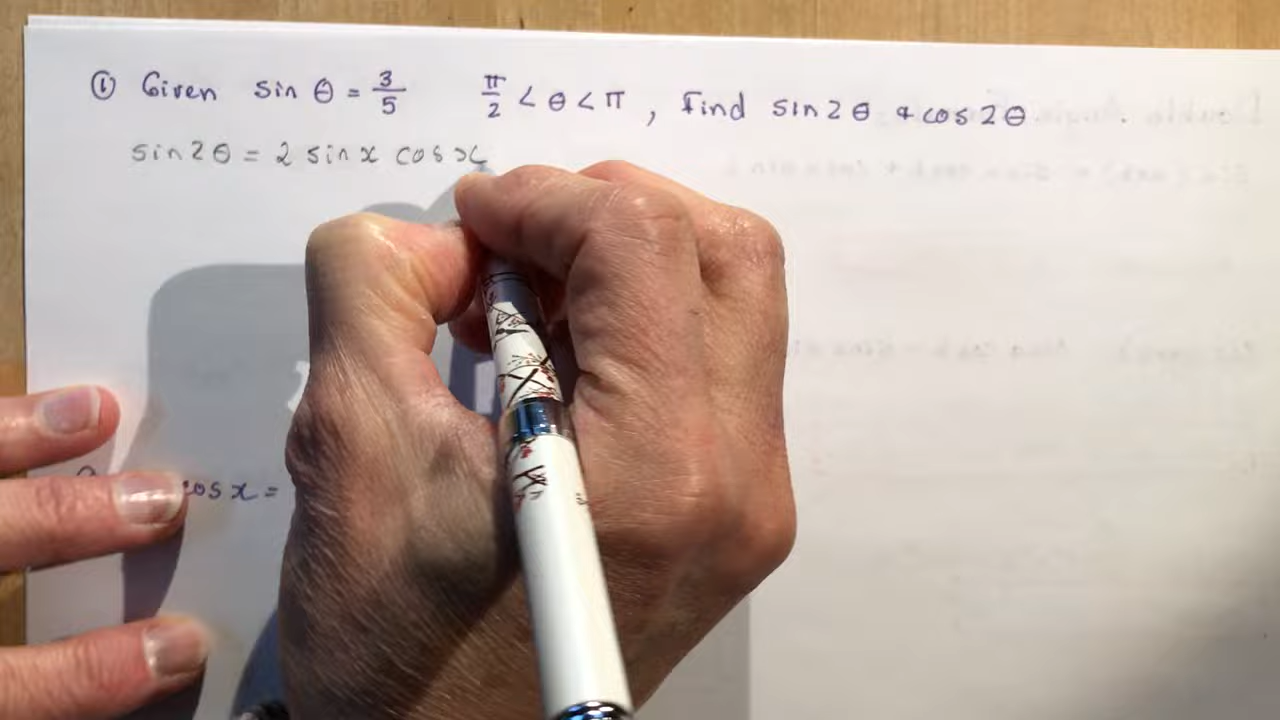 ① Given sin θ = 3/5 π/2 < θ < π , Find sin 2θ & cos 2θ
sin 2θ = 2 sin x cos x
cos x =